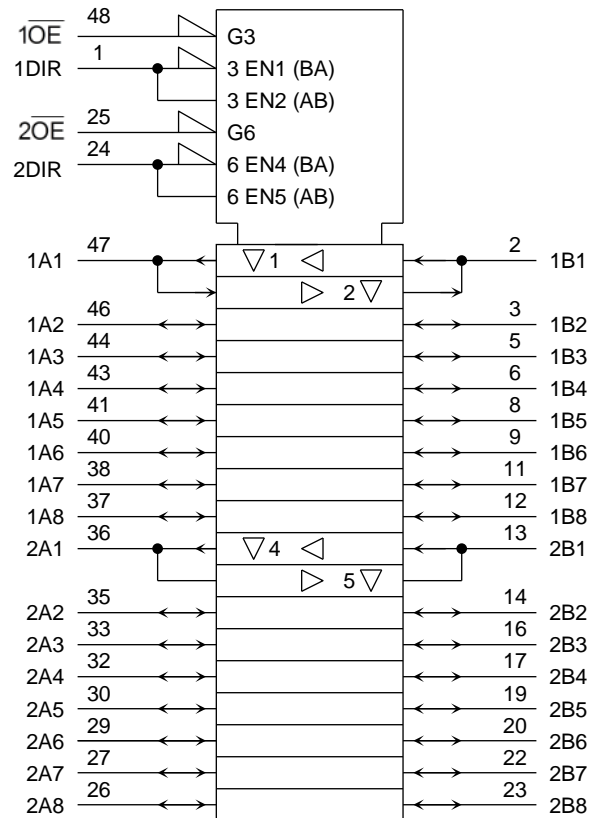 1OE 48 G3
1DIR 1 3 EN1 (BA)
3 EN2 (AB)
2OE 25 G6
2DIR 24 6 EN4 (BA)
6 EN5 (AB)
1A1 47 1 2 1B1
2
1A2 46 3 1B2
1A3 44 5 1B3
1A4 43 6 1B4
1A5 41 8 1B5
1A6 40 9 1B6
1A7 38 11 1B7
1A8 37 12 1B8
2A1 36 4 13 2B1
5
2A2 35 14 2B2
2A3 33 16 2B3
2A4 32 17 2B4
2A5 30 19 2B5
2A6 29 20 2B6
2A7 27 22 2B7
2A8 26 23 2B8